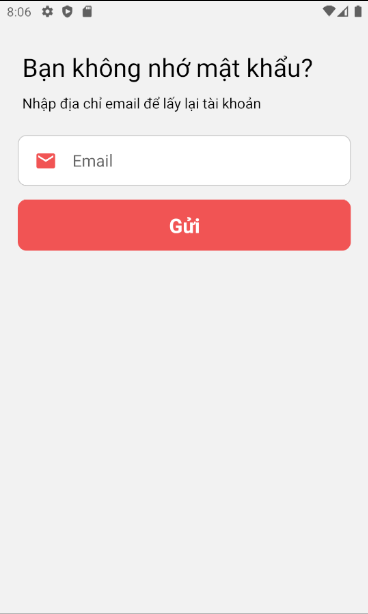 8:06
Bạn không nhớ mật khẩu?
Nhập địa chỉ email để lấy lại tài khoản
Email
Gửi